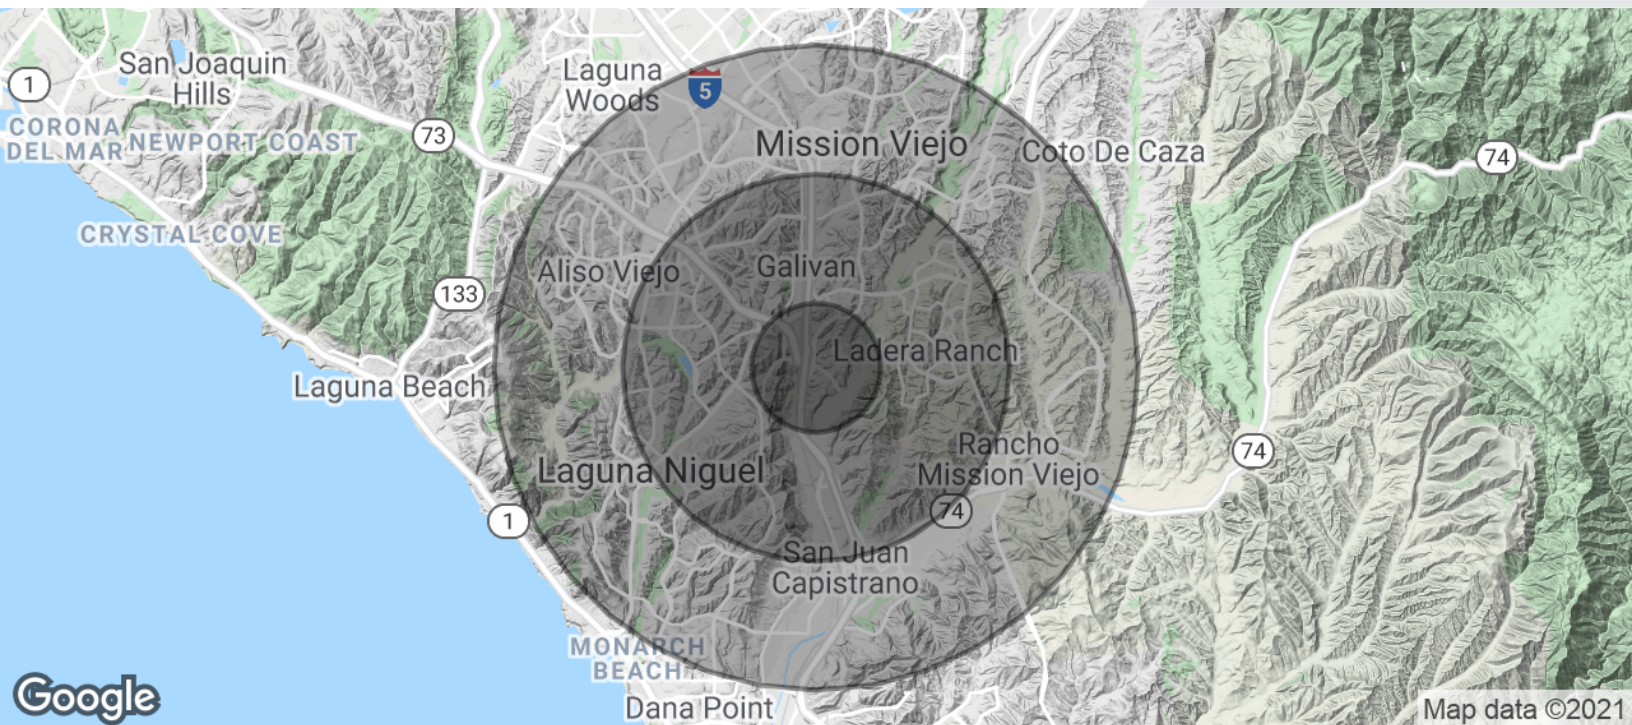 San Joaquin
Hills
1
CORONA
DEL MAR
NEWPORT COAST
73
Laguna
Woods
5
Mission Viejo
Coto De Caza
74
CRYSTAL COVE
Aliso Viejo
Galivan
133
Ladera Ranch
Laguna Beach
Laguna Niguel
Rancho
Mission Viejo
74
74
1
San Juan
Capistrano
MONARCH
BEACH
Dana Point
Google
Map data ©2021